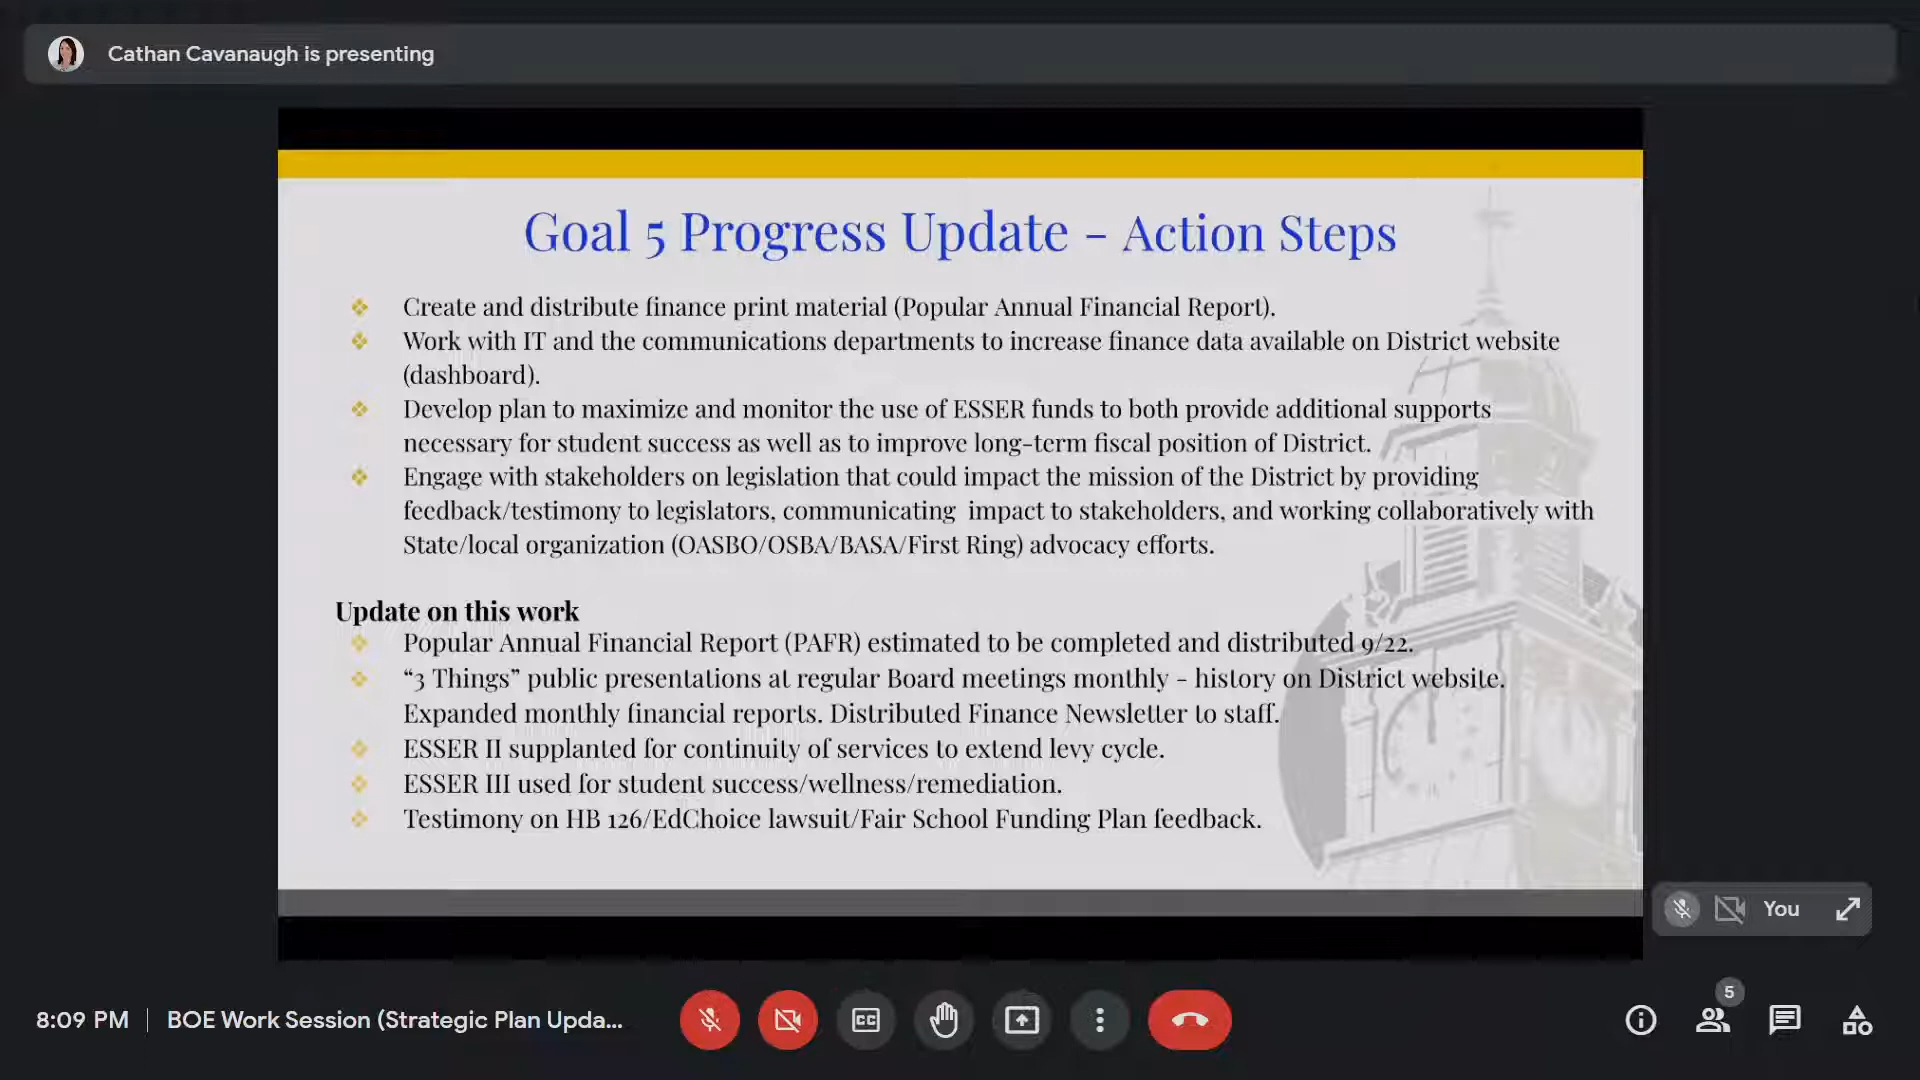 Cathan Cavanaugh is presenting
Goal 5 Progress Update - Action Steps
Create and distribute finance print material (Popular Annual Financial Report).
Work with IT and the communications departments to increase finance data available on District website
(dashboard).
Develop plan to maximize and monitor the use of ESSER funds to both provide additional supports
necessary for student success as well as to improve long-term fiscal position of District.
Engage with stakeholders on legislation that could impact the mission of the District by providing
feedback/testimony to legislators, communicating  impact to stakeholders, and working collaboratively with
State/local organization (OASBO/OSBA/BASA/First Ring) advocacy efforts.
Update on this work
Popular Annual Financial Report (PAFR) estimated to be completed and distributed 9/22.
“3 Things” public presentations at regular Board meetings monthly - history on District website.
Expanded monthly financial reports. Distributed Finance Newsletter to staff.
ESSER II supplanted for continuity of services to extend levy cycle.
ESSER III used for student success/wellness/remediation.
Testimony on HB 126/EdChoice lawsuit/Fair School Funding Plan feedback.
You
8:09 PM | BOE Work Session (Strategic Plan Upda...
CC
5